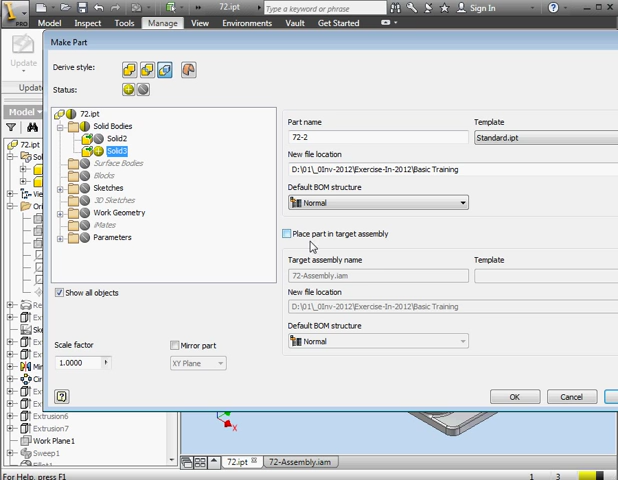 72.ipt
Type a keyword or phrase
Sign In
PRO
Model Inspect Tools Manage View Environments Vault Get Started
Update
Make Part
Derive style:
Status:
Model
72.ipt
72.ipt
Solid Bodies
Solid2
Solid3
Surface Bodies
Blocks
Sketches
3D Sketches
Work Geometry
iMates
Parameters
Show all objects
Scale factor
1.0000
Mirror part
XY Plane
Part name
72-2
Template
Standard.ipt
New file location
D:\01\_0Inv-2012\Exercise-In-2012\Basic Training
Default BOM structure
Normal
Place part in target assembly
Target assembly name
72-Assembly.iam
Template
New file location
D:\01\_0Inv-2012\Exercise-In-2012\Basic Training
Default BOM structure
Normal
OK
Cancel
Extrusion6
Extrusion7
Work Plane1
Sweep1
Fillet1
72.ipt
72-Assembly.iam
For Help, press F1
1
3